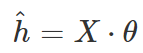 ĥ = X · θ